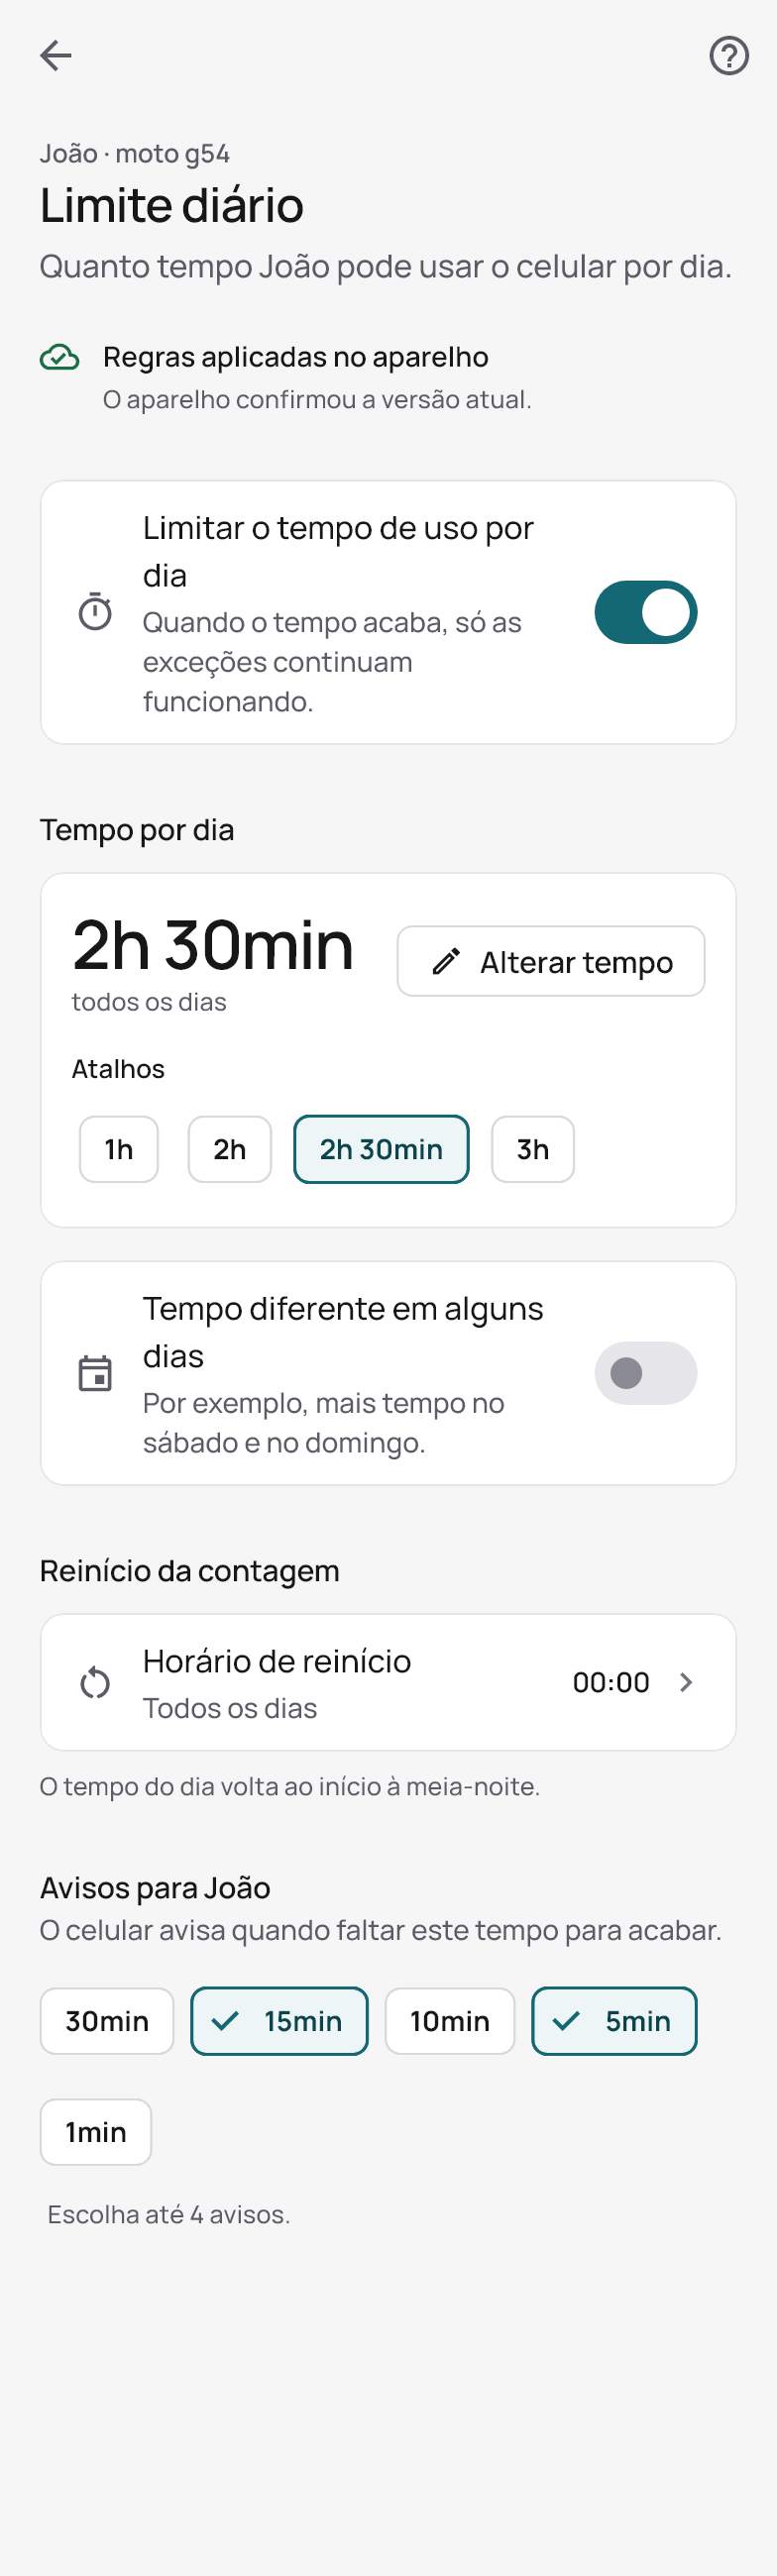 João · moto g54
Limite diário
Quanto tempo João pode usar o celular por dia.
Regras aplicadas no aparelho
O aparelho confirmou a versão atual.
Limitar o tempo de uso por
dia
Quando o tempo acaba, só as
exceções continuam
funcionando.
Tempo por dia
2h 30min
Alterar tempo
todos os dias
Atalhos
1h
2h
2h 30min
3h
Tempo diferente em alguns
dias
Por exemplo, mais tempo no
sábado e no domingo.
Reinício da contagem
Horário de reinício
00:00
Todos os dias
O tempo do dia volta ao início à meia-noite.
Avisos para João
O celular avisa quando faltar este tempo para acabar.
30min
15min
10min
5min
1min
Escolha até 4 avisos.